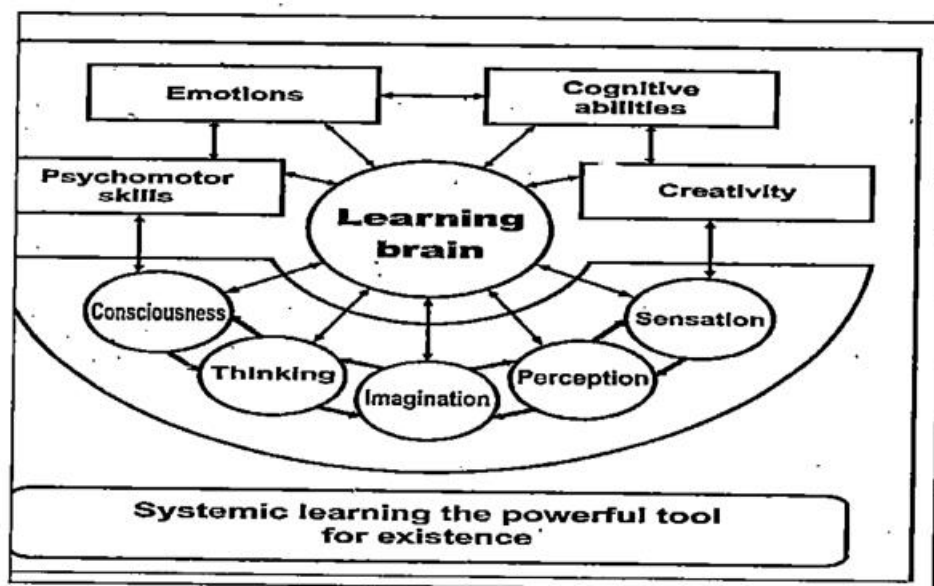 Emotions
Cognitive
abilities
Psychomotor
skills
Creativity
Learning
brain
Consciousness
Thinking
Imagination
Perception
Sensation
Systemic learning the powerful tool
for existence